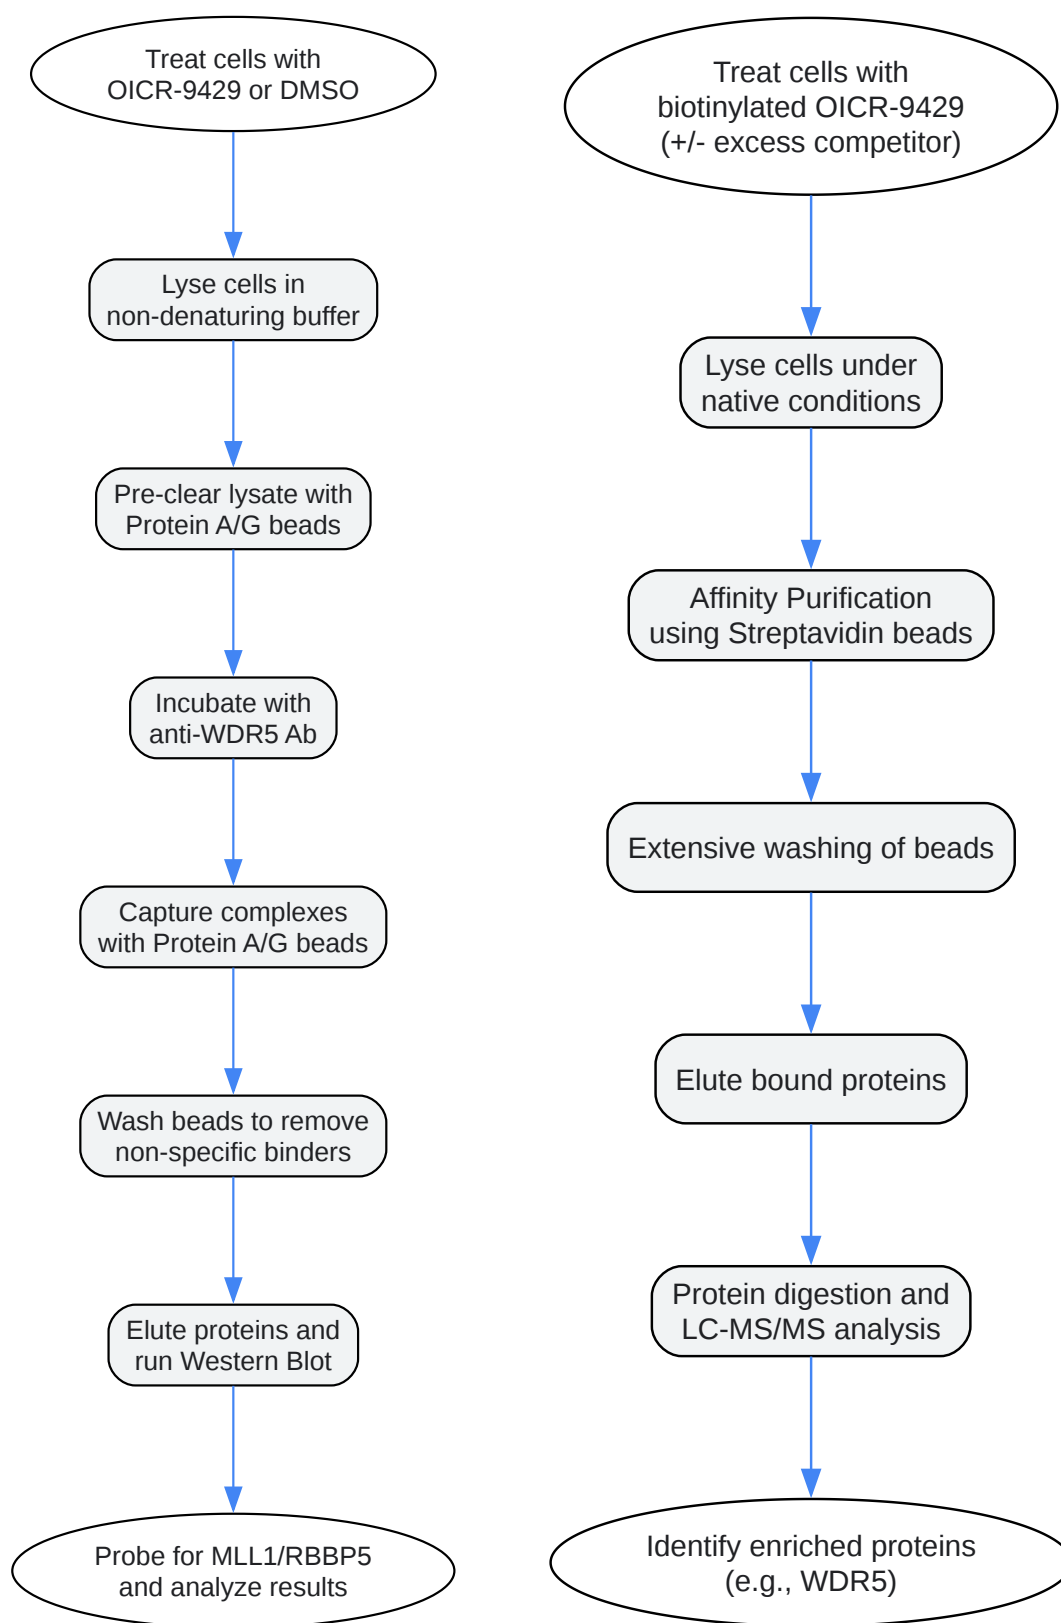 Treat cells with
OICR-9429 or DMSO
Lyse cells in
non-denaturing buffer
Pre-clear lysate with
Protein A/G beads
Incubate with
anti-WDR5 Ab
Capture complexes
with Protein A/G beads
Wash beads to remove
non-specific binders
Elute proteins and
run Western Blot
Probe for MLL1/RBBP5
and analyze results
Treat cells with
biotinylated OICR-9429
(+/- excess competitor)
Lyse cells under
native conditions
Affinity Purification
using Streptavidin beads
Extensive washing of beads
Elute bound proteins
Protein digestion and
LC-MS/MS analysis
Identify enriched proteins
(e.g., WDR5)